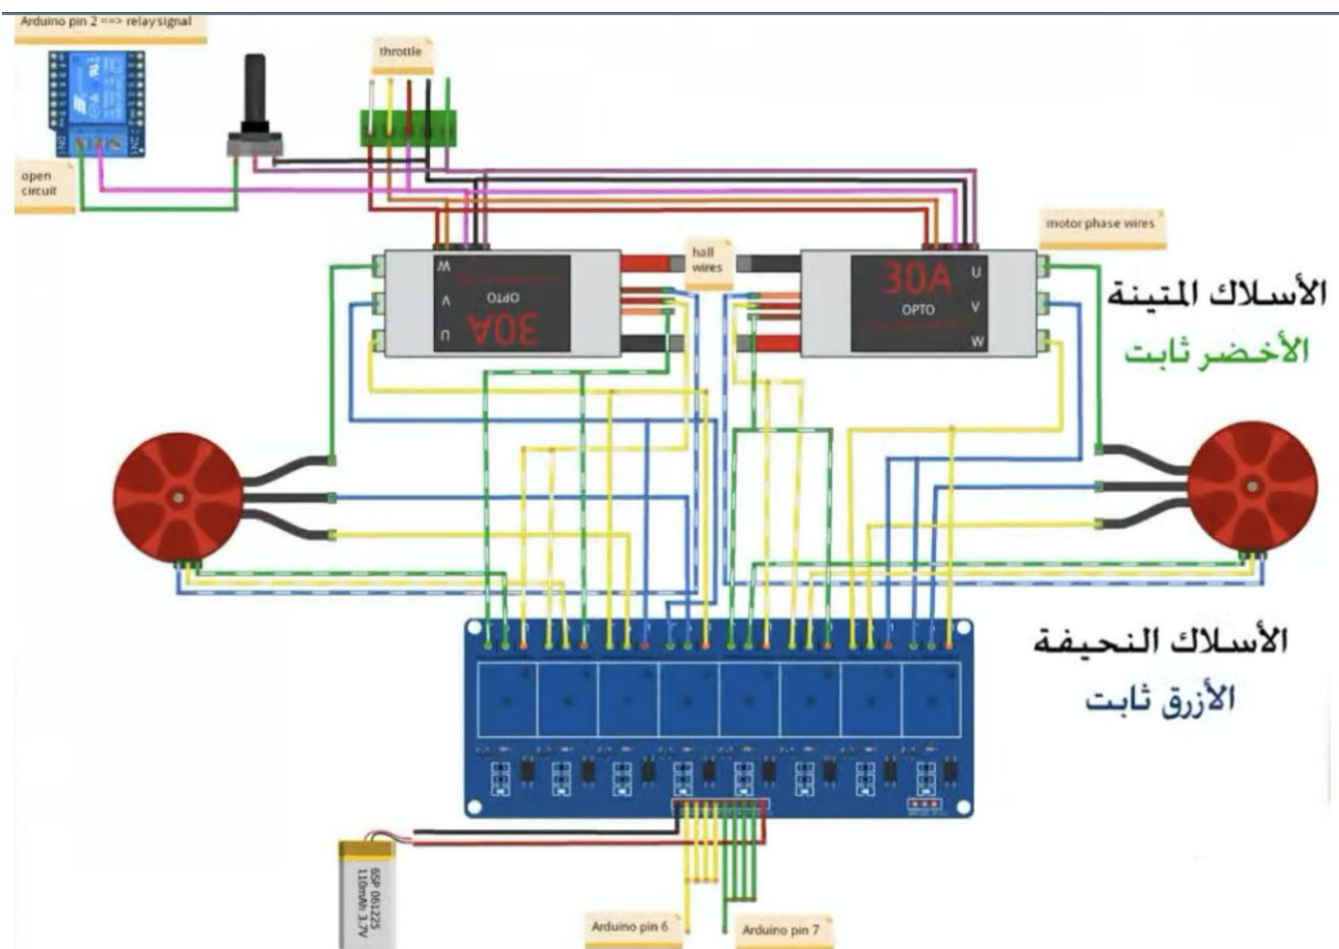 Arduino pin 2 ==> relay signal
throttle
open
circuit
motor phase wires
hall
wires
W
V
U
OPTO
30A
30A
OPTO
U
V
W
الأسلاك المتينة
الأخضر ثابت
الأسلاك النحيفة
الأزرق ثابت
6SP 061225
110mAh 3.7V
Arduino pin 6
Arduino pin 7